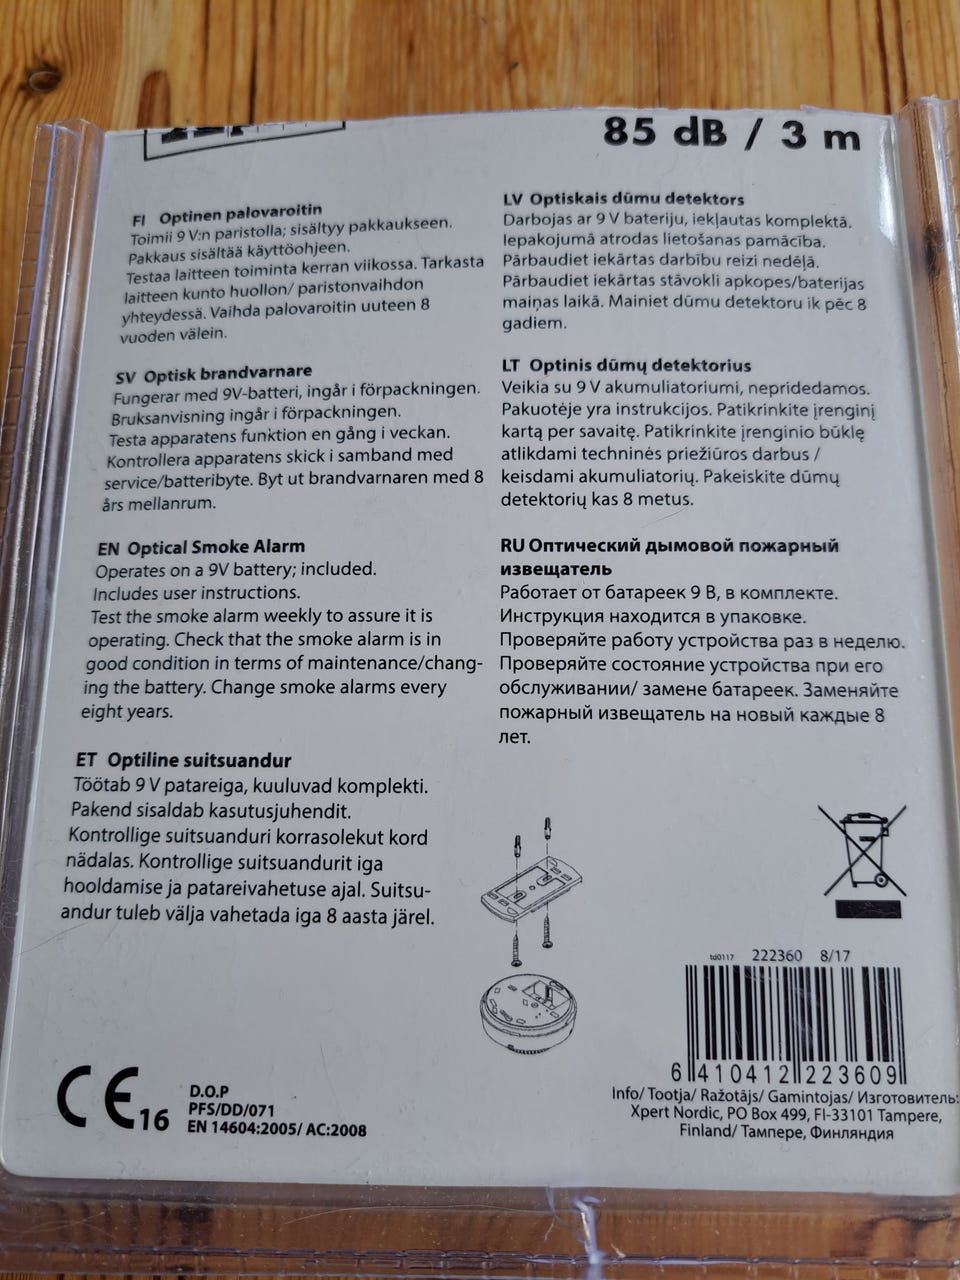 85 dB / 3 m
FI Optinen palovaroitin
Toimii 9 V:n paristolla; sisältyy pakkaukseen.
Pakkaus sisältää käyttöohjeen.
Testaa laitteen toiminta kerran viikossa. Tarkasta
laitteen kunto huollon/ paristonvaihdon
yhteydessä. Vaihda palovaroitin uuteen 8
vuoden välein.
SV Optisk brandvarnare
Fungerar med 9V-batteri, ingår i förpackningen.
Bruksanvisning ingår i förpackningen.
Testa apparatens funktion en gång i veckan.
Kontrollera apparatens skick i samband med
service/batteribyte. Byt ut brandvarnaren med 8
års mellanrum.
EN Optical Smoke Alarm
Operates on a 9V battery; included.
Includes user instructions.
Test the smoke alarm weekly to assure it is
operating. Check that the smoke alarm is in
good condition in terms of maintenance/chang-
ing the battery. Change smoke alarms every
eight years.
ET Optiline suitsuandur
Töötab 9 V patareiga, kuuluvad komplekti.
Pakend sisaldab kasutusjuhendit.
Kontrollige suitsuanduri korrasolekut kord
nädalas. Kontrollige suitsuandurit iga
hooldamise ja patareivahetuse ajal. Suitsu-
andur tuleb välja vahetada iga 8 aasta järel.
LV Optiskais dūmu detektors
Darbojas ar 9 V bateriju, iekļautas komplektā.
Iepakojumā atrodas lietošanas pamācība.
Pārbaudiet iekārtas darbību reizi nedēļā.
Pārbaudiet iekārtas stāvokli apkopes/baterijas
maiņas laikā. Mainiet dūmu detektoru ik pēc 8
gadiem.
LT Optinis dūmų detektorius
Veikia su 9 V akumuliatoriumi, nepridedamos.
Pakuotėje yra instrukcijos. Patikrinkite įrenginį
kartą per savaitę. Patikrinkite įrenginio būklę
atlikdami techninės priežiūros darbus /
keisdami akumuliatorių. Pakeiskite dūmų
detektorių kas 8 metus.
RU Оптический дымовой пожарный
извещатель
Работает от батареек 9 В, в комплекте.
Инструкция находится в упаковке.
Проверяйте работу устройства раз в неделю.
Проверяйте состояние устройства при его
обслуживании/ замене батареек. Заменяйте
пожарный извещатель на новый каждые 8
лет.
td0117 222360 8/17
6 410412 223609
Info/ Tootja/ Ražotājs/ Gamintojas/ Изготовитель:
Xpert Nordic, PO Box 499, FI-33101 Tampere,
Finland/ Тампере, Финляндия
CE 16
D.O.P
PFS/DD/071
EN 14604:2005/ AC:2008